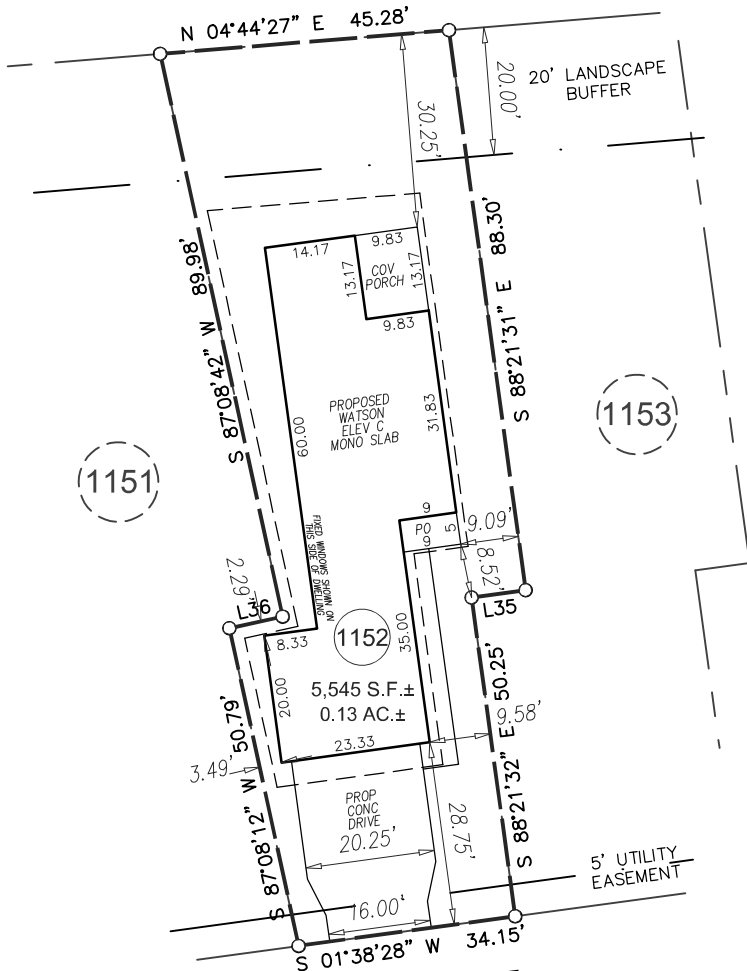 N 04°44'27" E 45.28'
20.00'
20' LANDSCAPE
BUFFER
30.25'
S 87°08'42" W 89.98'
S 88°21'31" E 88.30'
14.17
9.83
13.17
COV
PORCH
13.17
9.83
PROPOSED
WATSON
ELEV C
MONO SLAB
60.00
31.83
1151
1153
FIXED WINDOWS SHOWN ON
THIS SIDE OF DWELLING
9
PO
5
9
9.09'
8.52'
2.29'
L36
L35
8.33
1152
35.00
5,545 S.F.±
0.13 AC.±
20.00
23.33
9.58'
3.49'
S 87°08'12" W 50.79'
S 88°21'32" E 50.25'
PROP
CONC
DRIVE
20.25'
28.75'
16.00'
5' UTILITY
EASEMENT
S 01°38'28" W 34.15'